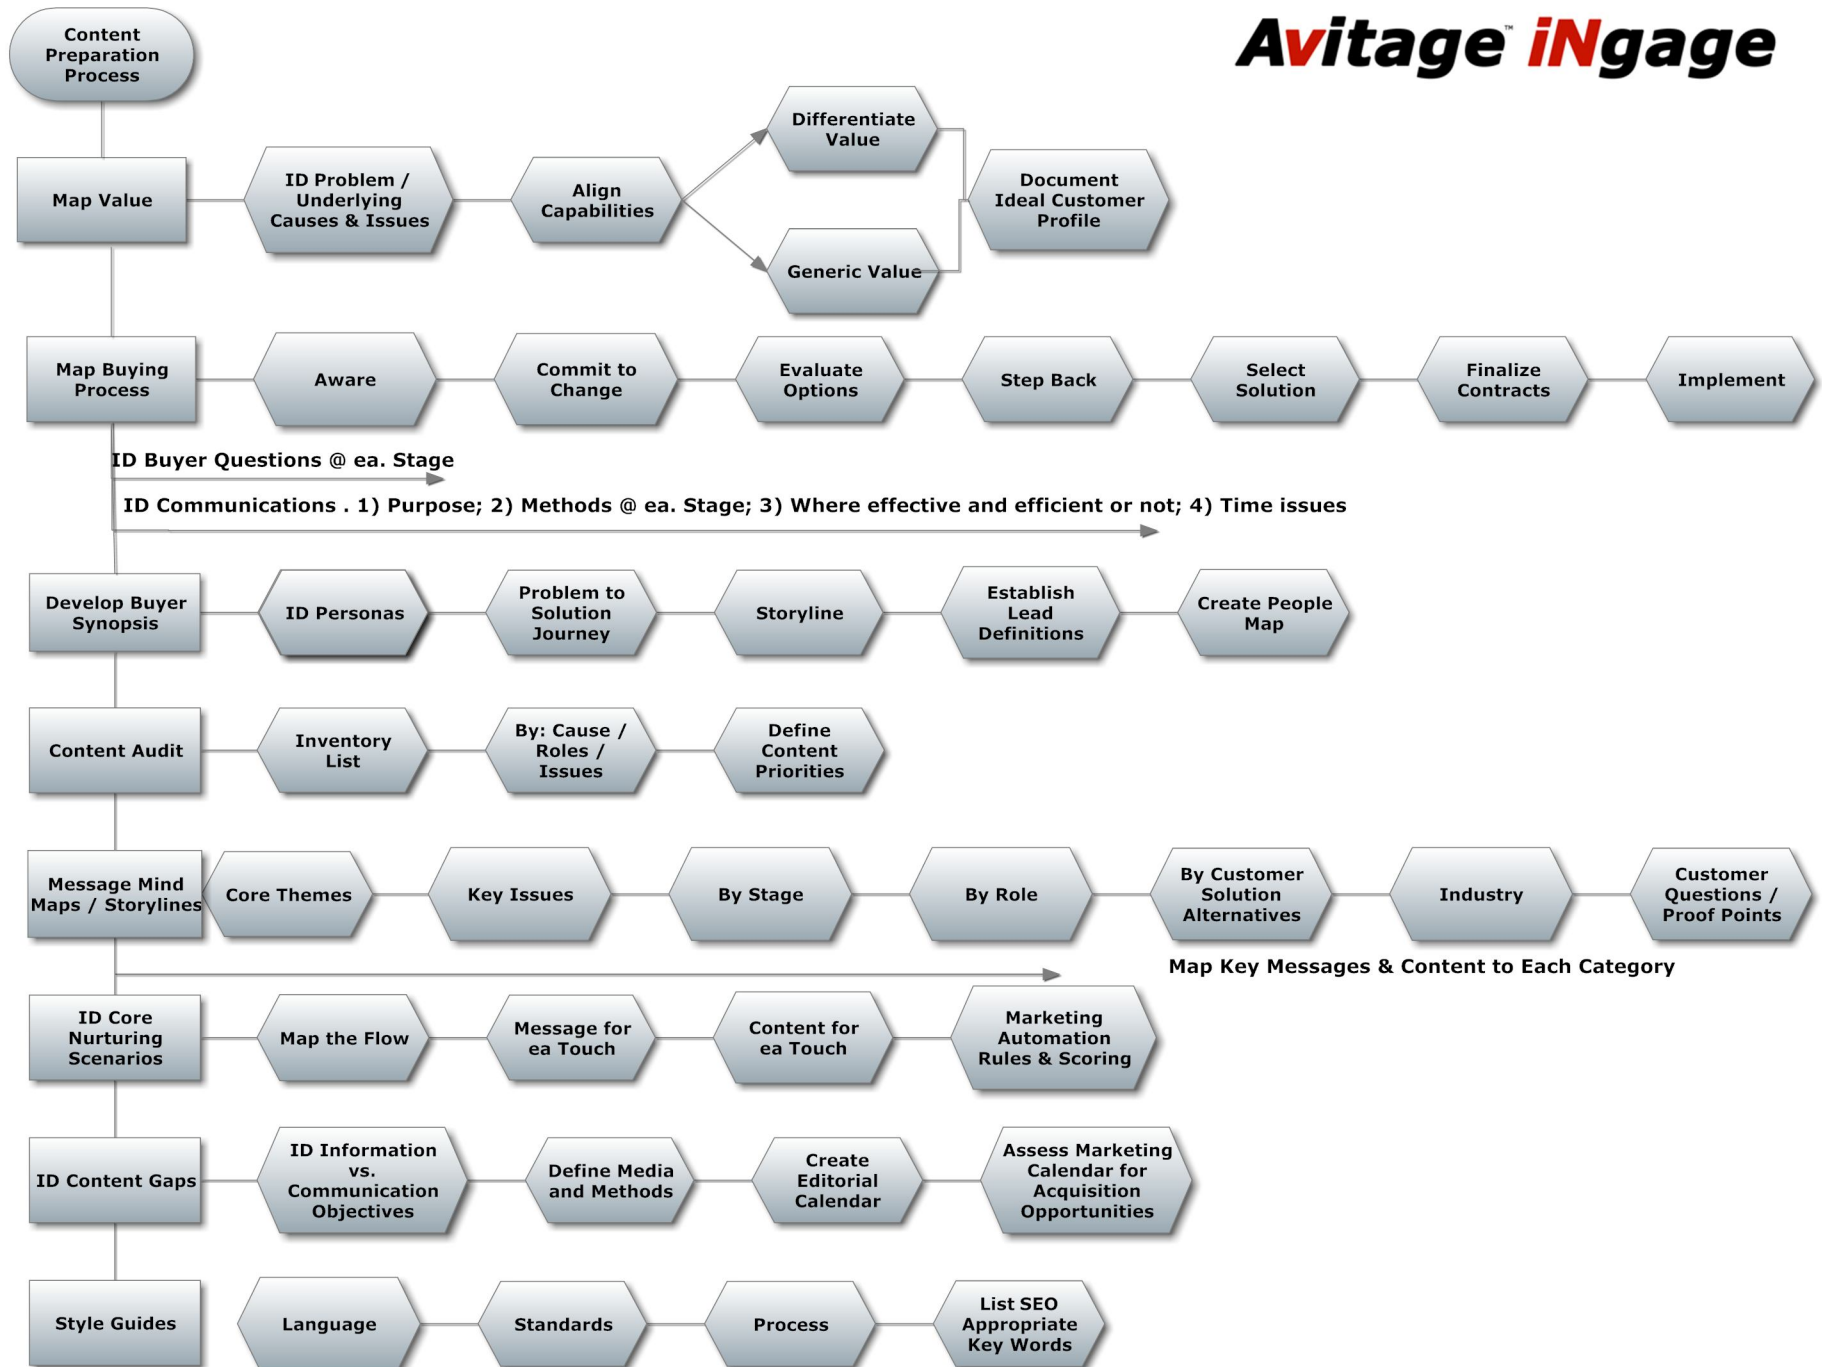 Content
Preparation
Process
Avitage™ iNgage
Map Value
ID Problem /
Underlying
Causes & Issues
Align
Capabilities
Differentiate
Value
Generic Value
Document
Ideal Customer
Profile
Map Buying
Process
Aware
Commit to
Change
Evaluate
Options
Step Back
Select
Solution
Finalize
Contracts
Implement
ID Buyer Questions @ ea. Stage
ID Communications . 1) Purpose; 2) Methods @ ea. Stage; 3) Where effective and efficient or not; 4) Time issues
Develop Buyer
Synopsis
ID Personas
Problem to
Solution
Journey
Storyline
Establish
Lead
Definitions
Create People
Map
Content Audit
Inventory
List
By: Cause /
Roles /
Issues
Define
Content
Priorities
Message Mind
Maps / Storylines
Core Themes
Key Issues
By Stage
By Role
By Customer
Solution
Alternatives
Industry
Customer
Questions /
Proof Points
Map Key Messages & Content to Each Category
ID Core
Nurturing
Scenarios
Map the Flow
Message for
ea Touch
Content for
ea Touch
Marketing
Automation
Rules & Scoring
ID Content Gaps
ID Information
vs.
Communication
Objectives
Define Media
and Methods
Create
Editorial
Calendar
Assess Marketing
Calendar for
Acquisition
Opportunities
Style Guides
Language
Standards
Process
List SEO
Appropriate
Key Words